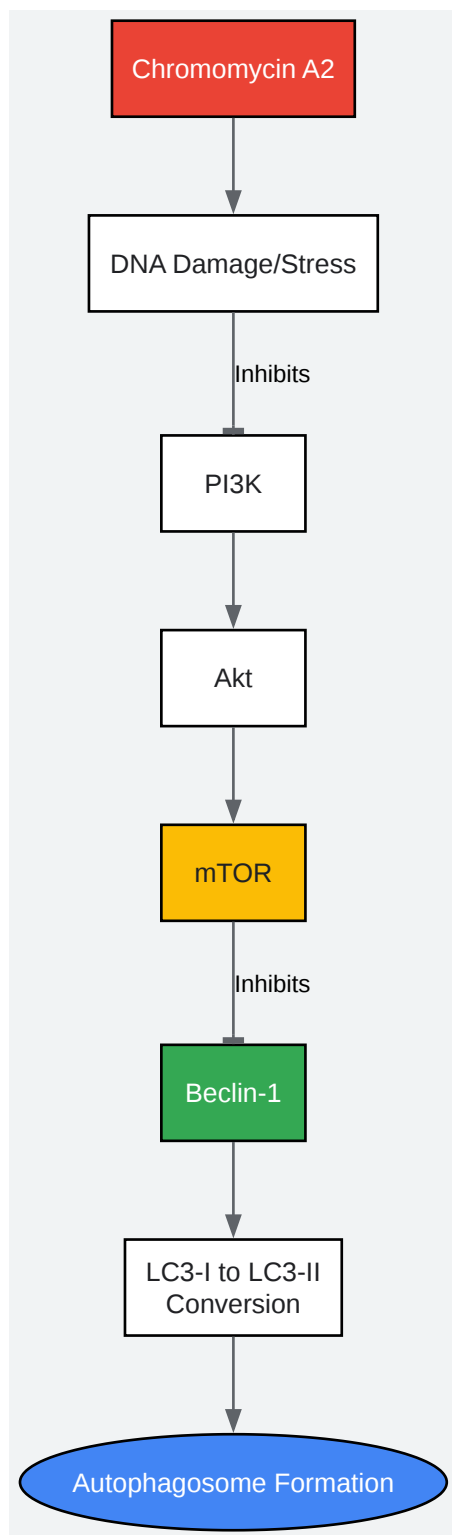 Chromomycin A2
DNA Damage/Stress
Inhibits
PI3K
Akt
mTOR
Inhibits
Beclin-1
LC3-I to LC3-II
Conversion
Autophagosome Formation